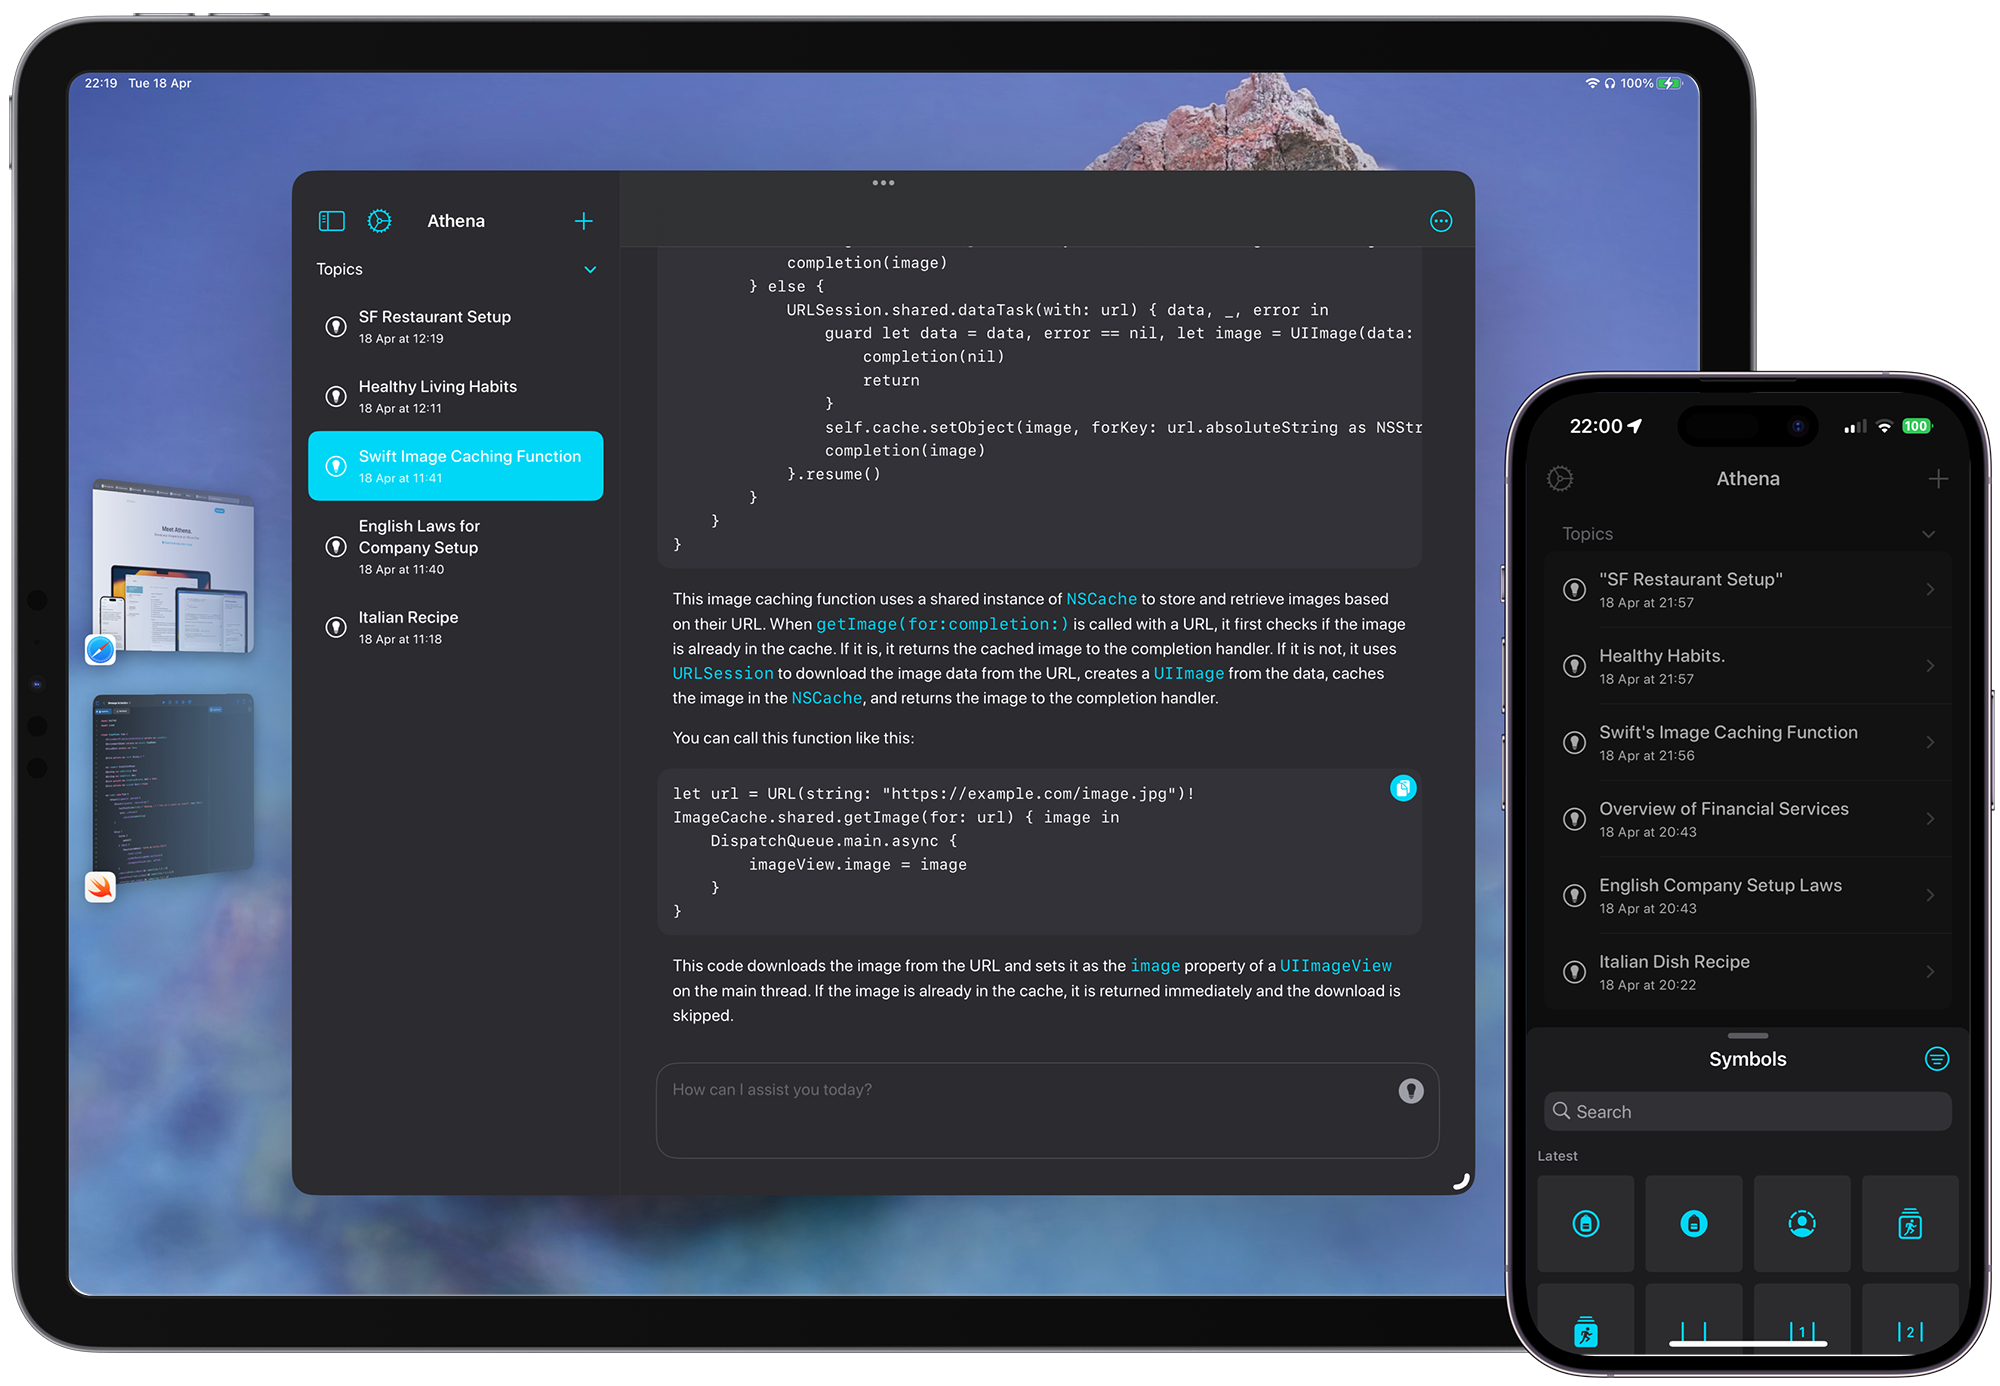 22:19 Tue 18 Apr
100%
Athena
Topics
SF Restaurant Setup
18 Apr at 12:19
Healthy Living Habits
18 Apr at 12:11
Swift Image Caching Function
18 Apr at 11:41
English Laws for
Company Setup
18 Apr at 11:40
Italian Recipe
18 Apr at 11:18
Meet Athena.
completion(image)
} else {
URLSession.shared.dataTask(with: url) { data, _, error in
guard let data = data, error == nil, let image = UIImage(data:
completion(nil)
return
}
self.cache.setObject(image, forKey: url.absoluteString as NSStr
completion(image)
}.resume()
}
}
}
This image caching function uses a shared instance of NSCache to store and retrieve images based
on their URL. When getImage(for:completion:) is called with a URL, it first checks if the image
is already in the cache. If it is, it returns the cached image to the completion handler. If it is not, it uses
URLSession to download the image data from the URL, creates a UIImage from the data, caches
the image in the NSCache, and returns the image to the completion handler.
You can call this function like this:
let url = URL(string: "https://example.com/image.jpg")!
ImageCache.shared.getImage(for: url) { image in
DispatchQueue.main.async {
imageView.image = image
}
}
This code downloads the image from the URL and sets it as the image property of a UIImageView
on the main thread. If the image is already in the cache, it is returned immediately and the download is
skipped.
How can I assist you today?
22:00
100
Athena
Topics
"SF Restaurant Setup"
18 Apr at 21:57
Healthy Habits.
18 Apr at 21:57
Swift's Image Caching Function
18 Apr at 21:56
Overview of Financial Services
18 Apr at 20:43
English Company Setup Laws
18 Apr at 20:43
Italian Dish Recipe
18 Apr at 20:22
Symbols
Search
Latest
1
2